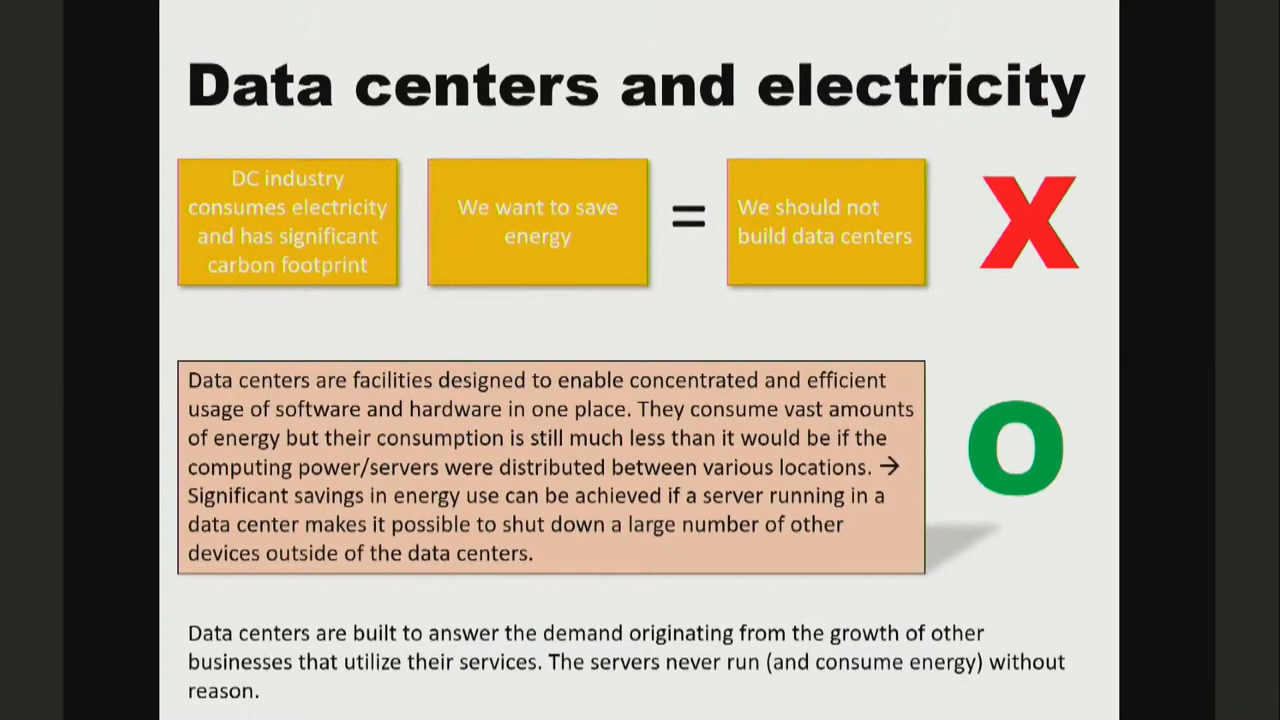 Data centers and electricity
DC industry
consumes electricity
and has significant
carbon footprint
We want to save
energy
=
We should not
build data centers
X
Data centers are facilities designed to enable concentrated and efficient
usage of software and hardware in one place. They consume vast amounts
of energy but their consumption is still much less than it would be if the
computing power/servers were distributed between various locations. →
Significant savings in energy use can be achieved if a server running in a
data center makes it possible to shut down a large number of other
devices outside of the data centers.
O
Data centers are built to answer the demand originating from the growth of other
businesses that utilize their services. The servers never run (and consume energy) without
reason.